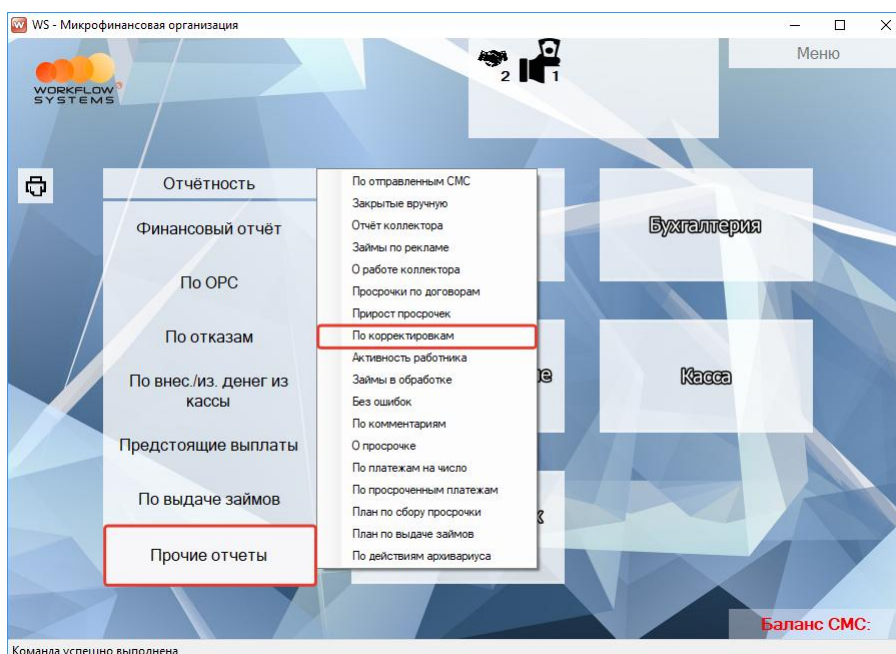 WS - Микрофинансовая организация
Меню
2
1
WORKFLOW
SYSTEMS
Отчётность
Финансовый отчёт
По ОРС
По отказам
По внес./из. денег из
кассы
Предстоящие выплаты
По выдаче займов
Прочие отчеты
По отправленным СМС
Закрытые вручную
Отчёт коллектора
Займы по рекламе
О работе коллектора
Просрочки по договорам
Прирост просрочек
По корректировкам
Активность работника
Займы в обработке
Без ошибок
По комментариям
О просрочке
По платежам на число
По просроченным платежам
План по сбору просрочки
План по выдаче займов
По действиям архивариуса
Бухгалтерия
Касса
Баланс СМС:
Команда успешно выполнена